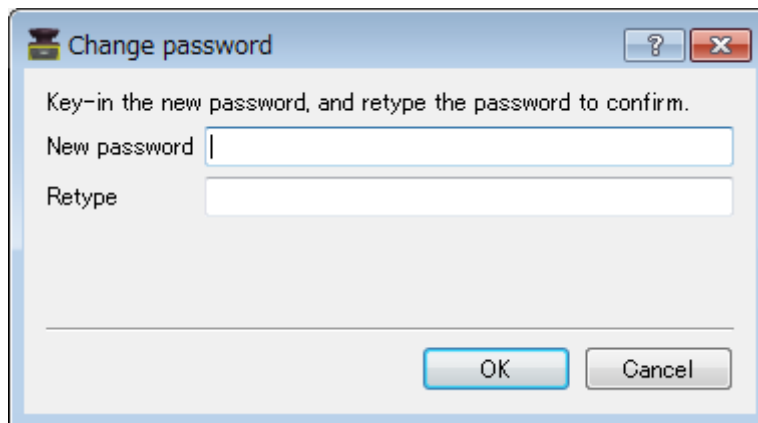 Change password
Key-in the new password, and retype the password to confirm.
New password
Retype
OK
Cancel